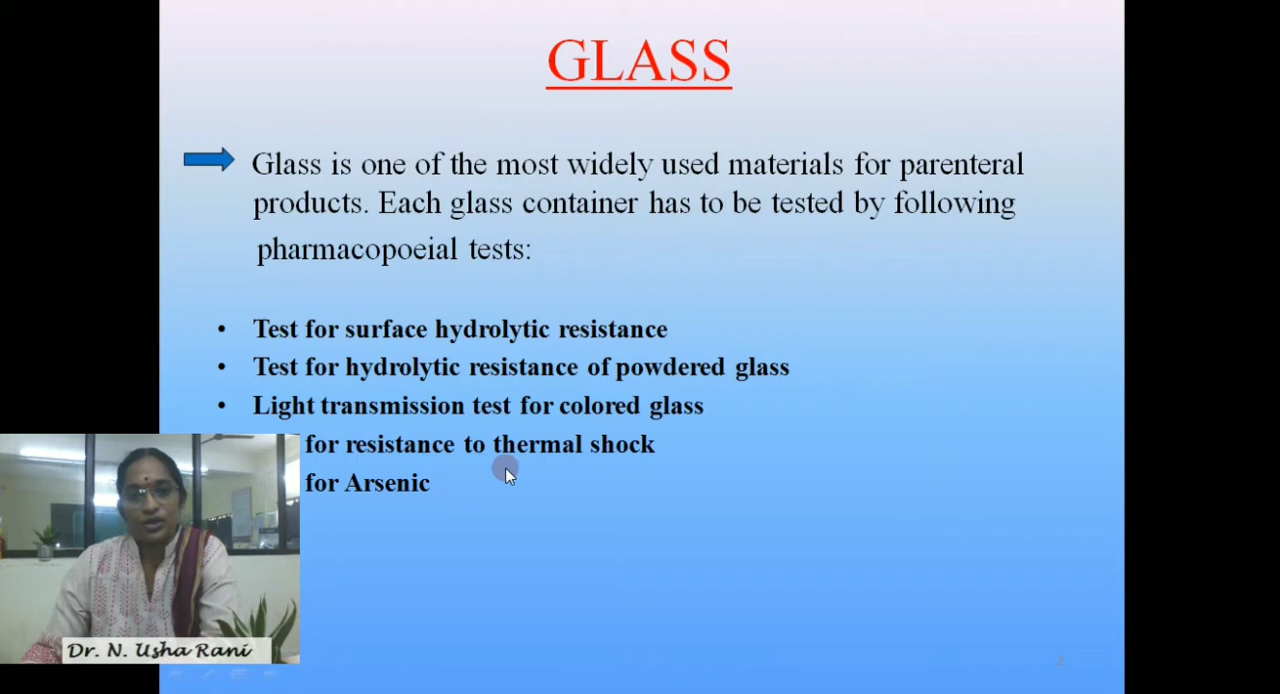 GLASS
Glass is one of the most widely used materials for parenteral
products. Each glass container has to be tested by following
pharmacopoeial tests:
• Test for surface hydrolytic resistance
• Test for hydrolytic resistance of powdered glass
• Light transmission test for colored glass
for resistance to thermal shock
for Arsenic
Dr. N. Usha Rani
2